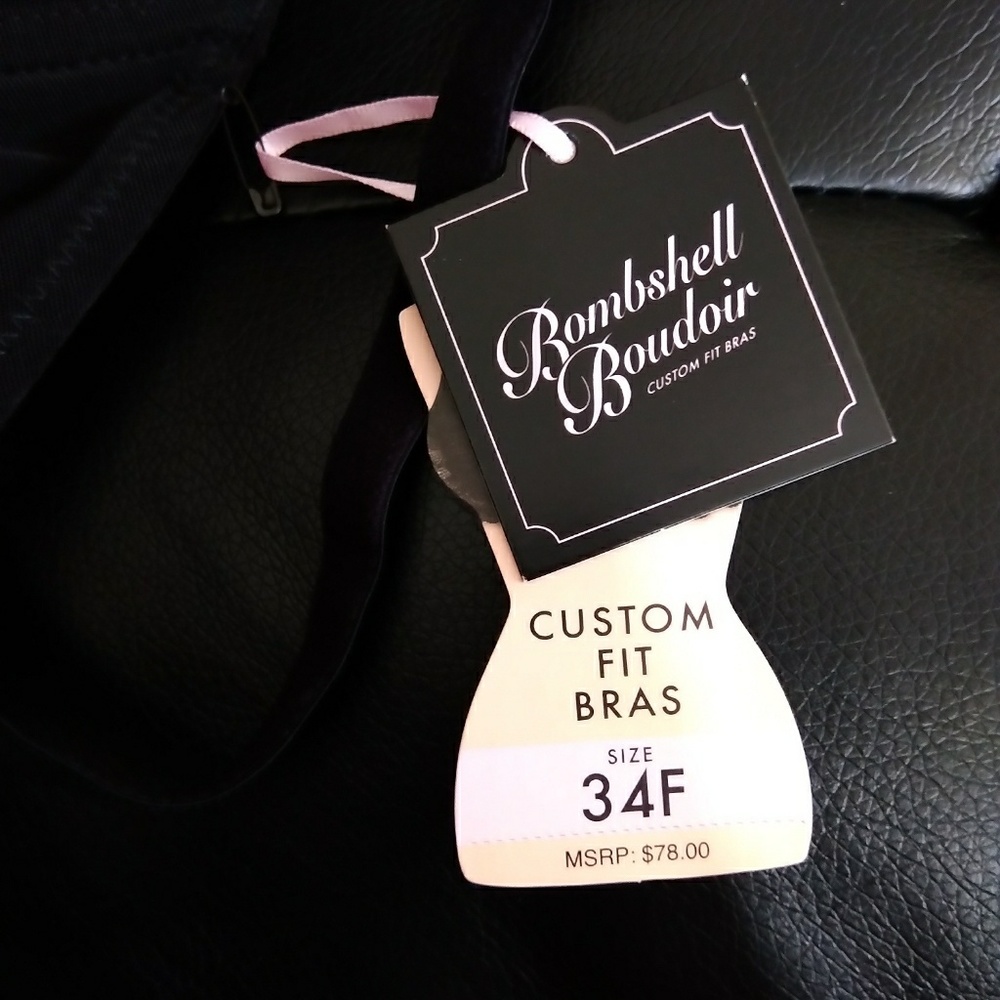 Bombshell
Boudoir
CUSTOM FIT BRAS
CUSTOM
FIT
BRAS
SIZE
34F
MSRP: $78.00